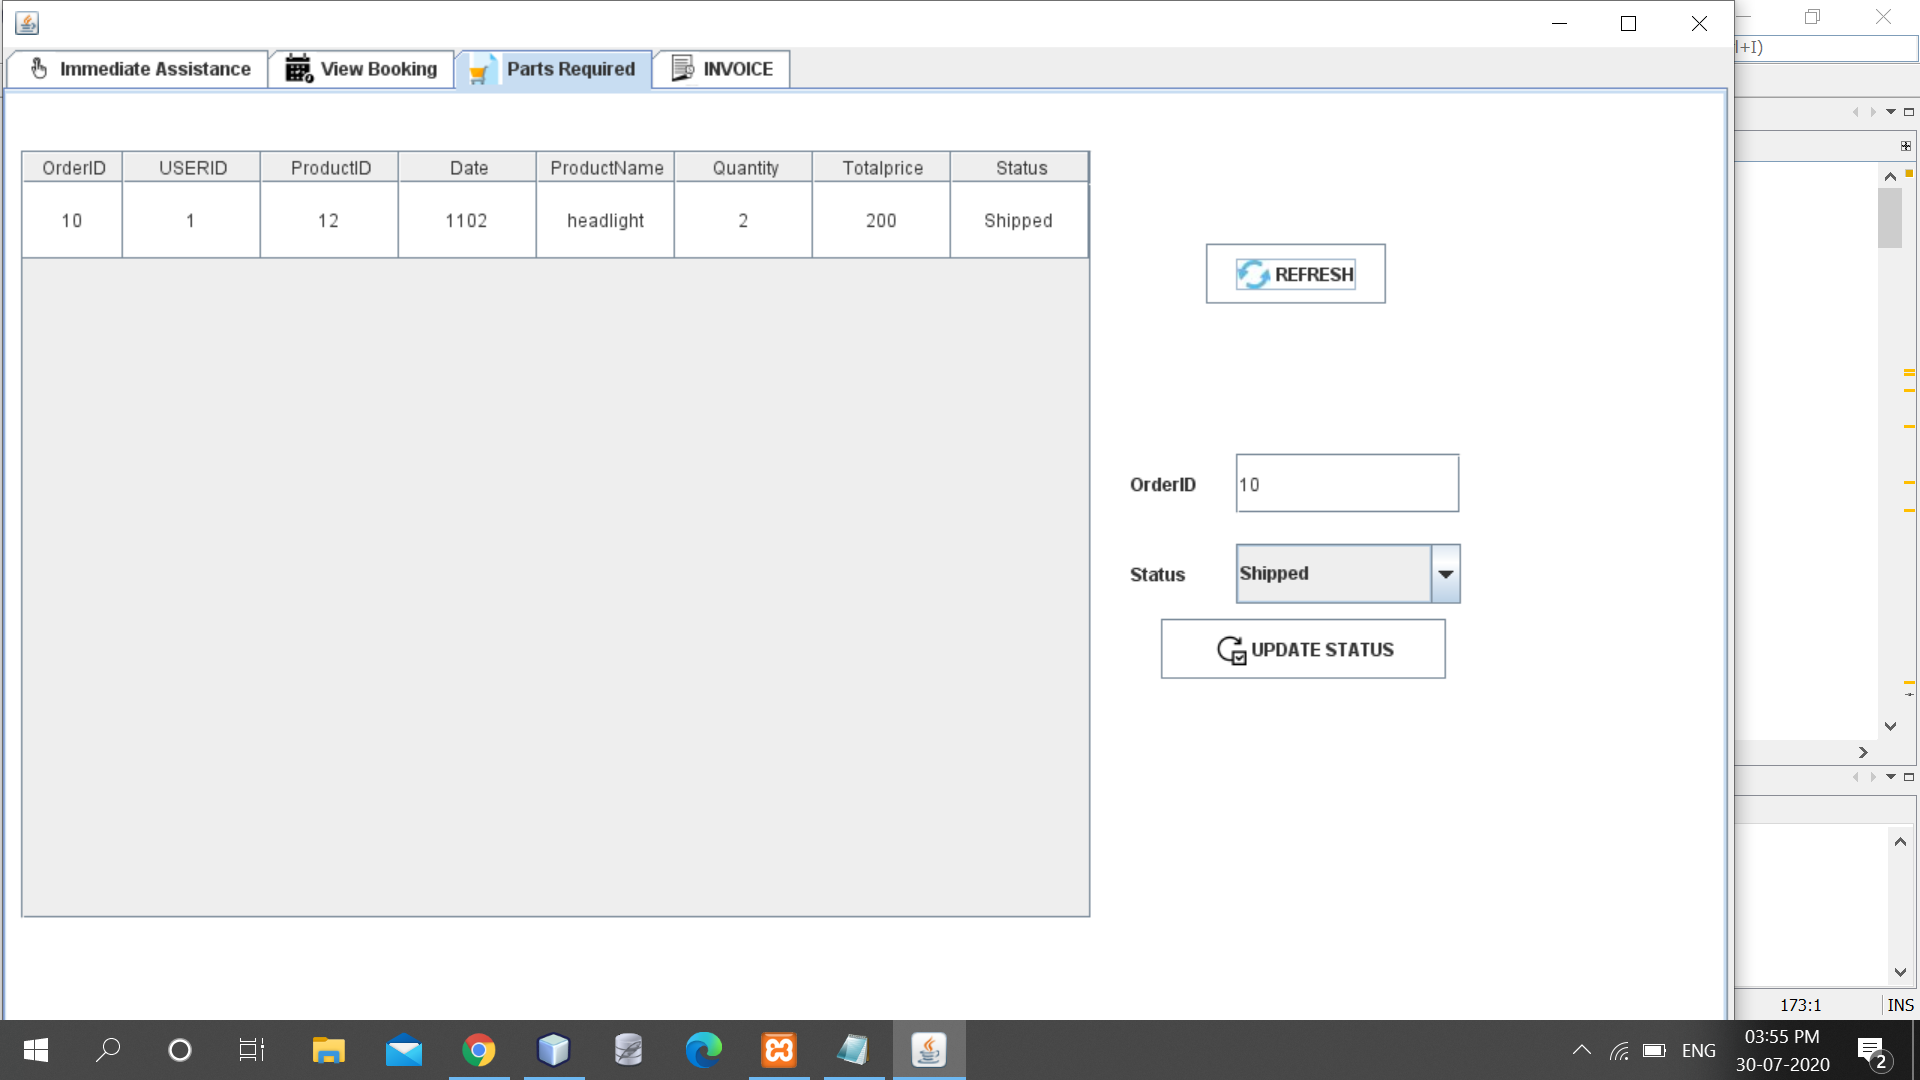 l+I)
Immediate Assistance View Booking Parts Required INVOICE
OrderID USERID ProductID Date ProductName Quantity Totalprice Status
10 1 12 1102 headlight 2 200 Shipped
REFRESH
OrderID 10
Status Shipped
UPDATE STATUS
173:1 INS
ENG 03:55 PM
30-07-2020 2